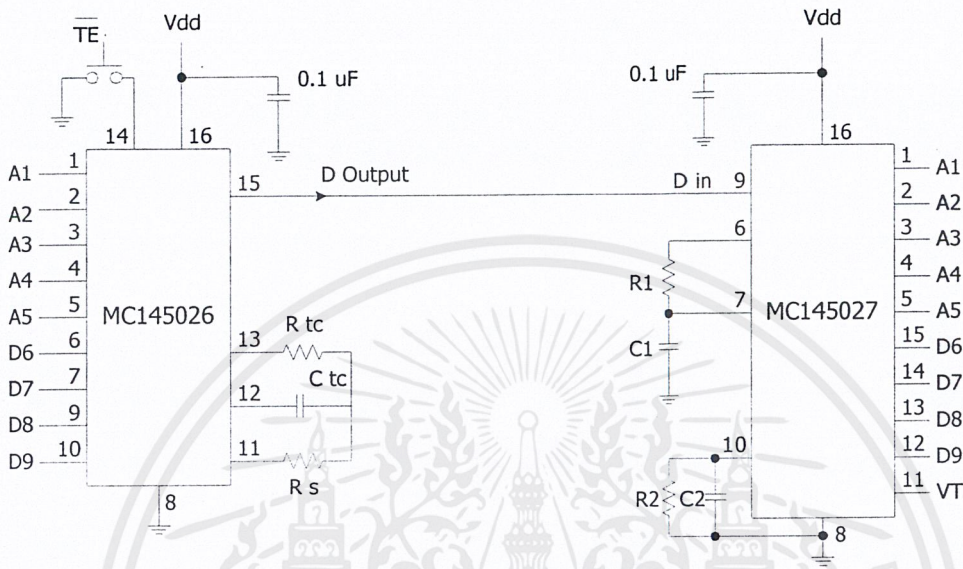 TE
Vdd
0.1 uF
14
16
A1
1
A2
2
A3
3
A4
4
A5
5
D6
6
D7
7
D8
9
D9
10
MC145026
15
D Output
13
R tc
C tc
12
11
R s
8
Vdd
0.1 uF
16
D in
9
6
R1
7
C1
MC145027
10
R2
C2
8
1
A1
2
A2
3
A3
4
A4
5
A5
15
D6
14
D7
13
D8
12
D9
11
VT